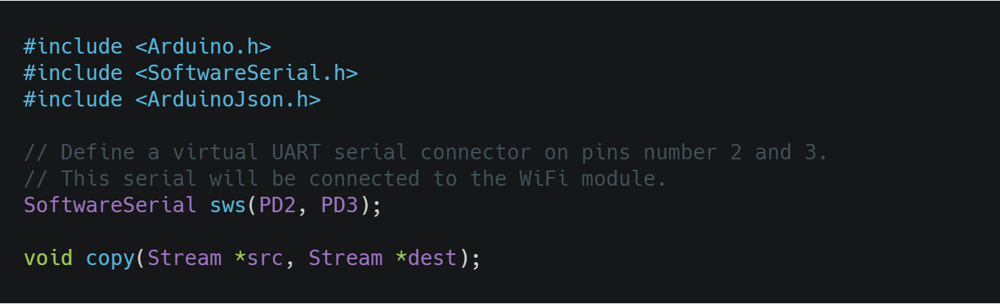 #include <Arduino.h>
#include <SoftwareSerial.h>
#include <ArduinoJson.h>
// Define a virtual UART serial connector on pins number 2 and 3.
// This serial will be connected to the WiFi module.
SoftwareSerial sws(PD2, PD3);
void copy(Stream *src, Stream *dest);